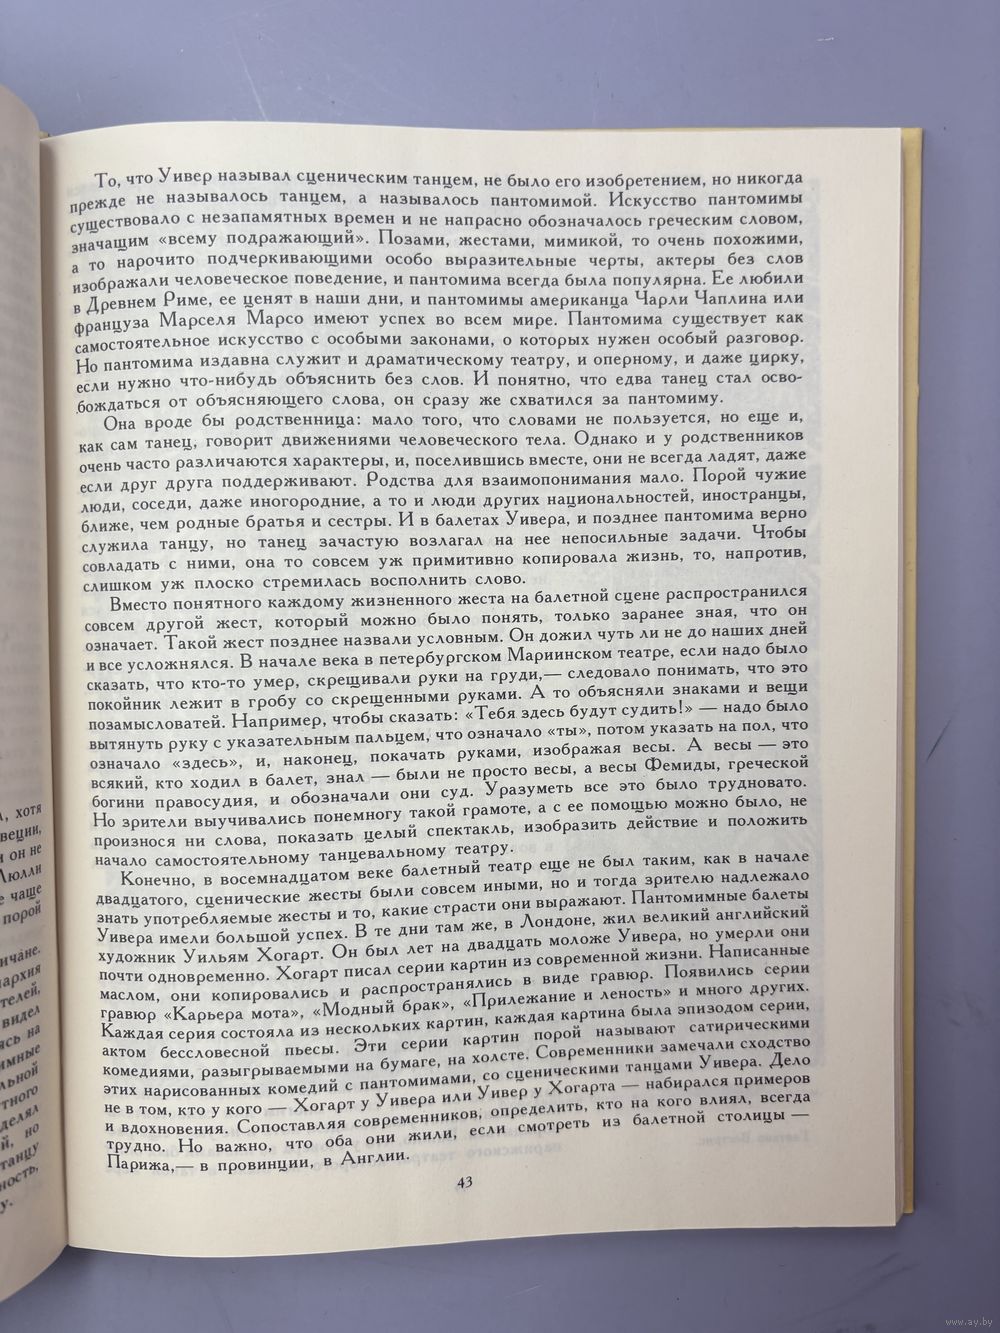 То, что Уивер называл сценическим танцем, не было его изобретением, но никогда
прежде не называлось танцем, а называлось пантомимой. Искусство пантомимы
существовало с незапамятных времен и не напрасно обозначалось греческим словом,
значащим «всему подражающий». Позами, жестами, мимикой, то очень похожими,
а то нарочито подчеркивающими особо выразительные черты, актеры без слов
изображали человеческое поведение, и пантомима всегда была популярна. Ее любили
в Древнем Риме, ее ценят в наши дни, и пантомимы американца Чарли Чаплина или
француза Марселя Марсо имеют успех во всем мире. Пантомима существует как
самостоятельное искусство с особыми законами, о которых нужен особый разговор.
Но пантомима издавна служит и драматическому театру, и оперному, и даже цирку,
если нужно что-нибудь объяснить без слов. И понятно, что едва танец стал осво-
бождаться от объясняющего слова, он сразу же схватился за пантомиму.
Она вроде бы родственница: мало того, что словами не пользуется, но еще и,
как сам танец, говорит движениями человеческого тела. Однако и у родственников
очень часто различаются характеры, и, поселившись вместе, они не всегда ладят, даже
если друг друга поддерживают. Родства для взаимопонимания мало. Порой чужие
люди, соседи, даже иногородние, а то и люди других национальностей, иностранцы,
ближе, чем родные братья и сестры. И в балетах Уивера, и позднее пантомима верно
служила танцу, но танец зачастую возлагал на нее непосильные задачи. Чтобы
совладать с ними, она то совсем уж примитивно копировала жизнь, то, напротив,
слишком уж плоско стремилась восполнить слово.
Вместо понятного каждому жизненного жеста на балетной сцене распространился
совсем другой жест, который можно было понять, только заранее зная, что он
означает. Такой жест позднее назвали условным. Он дожил чуть ли не до наших дней
и все усложнялся. В начале века в петербургском Мариинском театре, если надо было
сказать, что кто-то умер, скрещивали руки на груди,— следовало понимать, что это
покойник лежит в гробу со скрещенными руками. А то объясняли знаками и вещи
позамысловатей. Например, чтобы сказать: «Тебя здесь будут судить!» — надо было
вытянуть руку с указательным пальцем, что означало «ты», потом указать на пол, что
означало «здесь», и, наконец, покачать руками, изображая весы. А весы — это
всякий, кто ходил в балет, знал — были не просто весы, а весы Фемиды, греческой
богини правосудия, и обозначали они суд. Уразуметь все это было трудновато.
Но зрители выучивались понемногу такой грамоте, а с ее помощью можно было, не
произнося ни слова, показать целый спектакль, изобразить действие и положить
начало самостоятельному танцевальному театру.
Конечно, в восемнадцатом веке балетный театр еще не был таким, как в начале
двадцатого, сценические жесты были совсем иными, но и тогда зрителю надлежало
знать употребляемые жесты и то, какие страсти они выражают. Пантомимные балеты
Уивера имели большой успех. В те дни там же, в Лондоне, жил великий английский
художник Уильям Хогарт. Он был лет на двадцать моложе Уивера, но умерли они
почти одновременно. Хогарт писал серии картин из современной жизни. Написанные
маслом, они копировались и распространялись в виде гравюр. Появились серии
гравюр «Карьера мота», «Модный брак», «Прилежание и леность» и много других.
Каждая серия состояла из нескольких картин, каждая картина была эпизодом серии,
актом бессловесной пьесы. Эти серии картин порой называют сатирическими
комедиями, разыгрываемыми на бумаге, на холсте. Современники замечали сходство
этих нарисованных комедий с пантомимами, со сценическими танцами Уивера. Дело
не в том, кто у кого — Хогарт у Уивера или Уивер у Хогарта — набирался примеров
и вдохновения. Сопоставляя современников, определить, кто на кого влиял, всегда
трудно. Но важно, что оба они жили, если смотреть из балетной столицы —
Парижа,— в провинции, в Англии.
43
www.ay.by